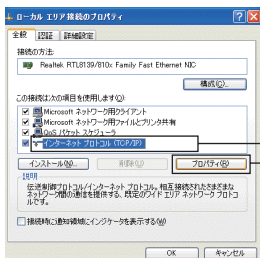 ローカル エリア接続のプロパティ
全般 認証 詳細設定
接続の方法:
Realtek RTL8139/810x Family Fast Ethernet NIC
構成(C)...
この接続は次の項目を使用します(O):
Microsoft ネットワーク用クライアント
Microsoft ネットワーク用ファイルとプリンタ共有
QoS パケット スケジューラ
インターネット プロトコル (TCP/IP)
インストール(N)... 削除(U) プロパティ(R)
説明
伝送制御プロトコル/インターネット プロトコル。相互接続されたさまざまな
ネットワーク間の通信を提供する、既定のワイド エリア ネットワーク プロトコ
ルです。
接続時に通知領域にインジケータを表示する(W)
OK キャンセル